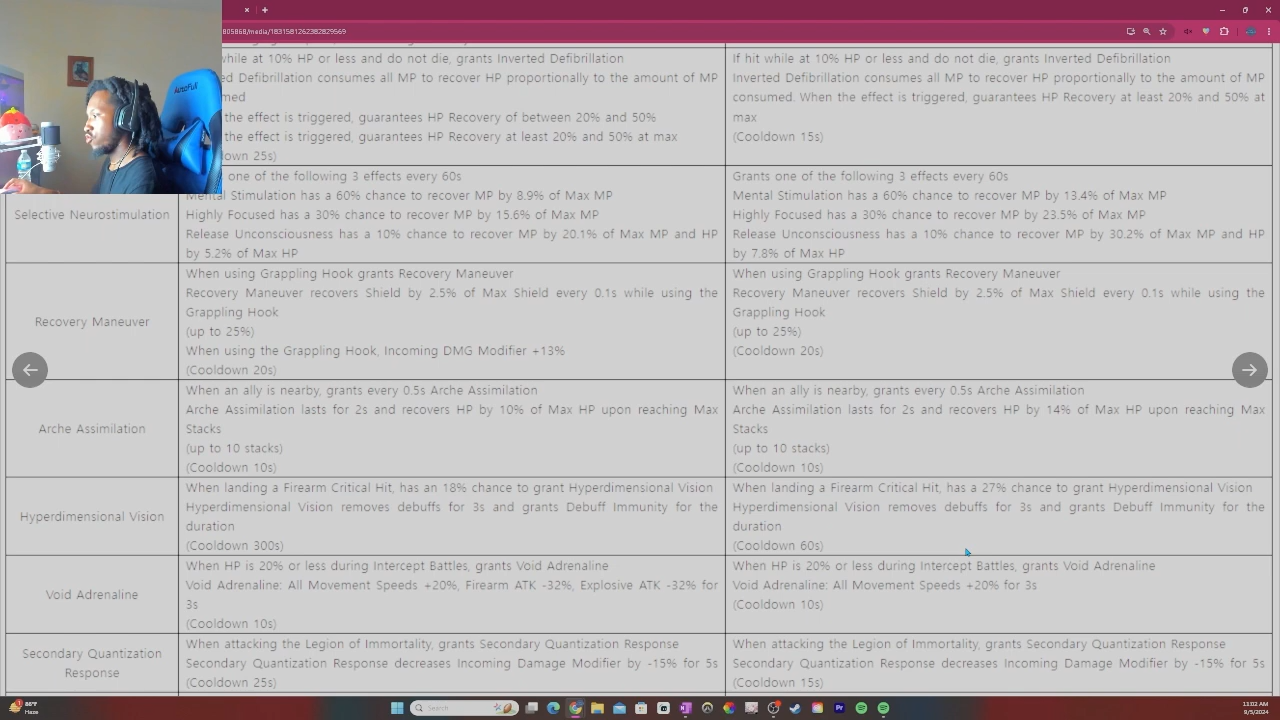 805868/media/1831581262382829569
while at 10% HP or less and do not die, grants Inverted Defibrillation
Defibrillation consumes all MP to recover HP proportionally to the amount of MP
the effect is triggered, guarantees HP Recovery of between 20% and 50%
the effect is triggered, guarantees HP Recovery at least 20% and 50% at max
25s)
If hit while at 10% HP or less and do not die, grants Inverted Defibrillation
Inverted Defibrillation consumes all MP to recover HP proportionally to the amount of MP
consumed. When the effect is triggered, guarantees HP Recovery at least 20% and 50% at
max
(Cooldown 15s)
Selective Neurostimulation
one of the following 3 effects every 60s
Mental Stimulation has a 60% chance to recover MP by 8.9% of Max MP
Highly Focused has a 30% chance to recover MP by 15.6% of Max MP
Release Unconsciousness has a 10% chance to recover MP by 20.1% of Max MP and HP
by 5.2% of Max HP
Grants one of the following 3 effects every 60s
Mental Stimulation has a 60% chance to recover MP by 13.4% of Max MP
Highly Focused has a 30% chance to recover MP by 23.5% of Max MP
Release Unconsciousness has a 10% chance to recover MP by 30.2% of Max MP and HP
by 7.8% of Max HP
Recovery Maneuver
When using Grappling Hook grants Recovery Maneuver
Recovery Maneuver recovers Shield by 2.5% of Max Shield every 0.1s while using the
Grappling Hook
(up to 25%)
When using the Grappling Hook, Incoming DMG Modifier +13%
(Cooldown 20s)
When using Grappling Hook grants Recovery Maneuver
Recovery Maneuver recovers Shield by 2.5% of Max Shield every 0.1s while using the
Grappling Hook
(up to 25%)
(Cooldown 20s)
Arche Assimilation
When an ally is nearby, grants every 0.5s Arche Assimilation
Arche Assimilation lasts for 2s and recovers HP by 10% of Max HP upon reaching Max
Stacks
(up to 10 stacks)
(Cooldown 10s)
When an ally is nearby, grants every 0.5s Arche Assimilation
Arche Assimilation lasts for 2s and recovers HP by 14% of Max HP upon reaching Max
Stacks
(up to 10 stacks)
(Cooldown 10s)
Hyperdimensional Vision
When landing a Firearm Critical Hit, has an 18% chance to grant Hyperdimensional Vision
Hyperdimensional Vision removes debuffs for 3s and grants Debuff Immunity for the
duration
(Cooldown 300s)
When landing a Firearm Critical Hit, has a 27% chance to grant Hyperdimensional Vision
Hyperdimensional Vision removes debuffs for 3s and grants Debuff Immunity for the
duration
(Cooldown 60s)
Void Adrenaline
When HP is 20% or less during Intercept Battles, grants Void Adrenaline
Void Adrenaline: All Movement Speeds +20%, Firearm ATK -32%, Explosive ATK -32% for
3s
(Cooldown 10s)
When HP is 20% or less during Intercept Battles, grants Void Adrenaline
Void Adrenaline: All Movement Speeds +20% for 3s
(Cooldown 10s)
Secondary Quantization
Response
When attacking the Legion of Immortality, grants Secondary Quantization Response
Secondary Quantization Response decreases Incoming Damage Modifier by -15% for 5s
(Cooldown 25s)
When attacking the Legion of Immortality, grants Secondary Quantization Response
Secondary Quantization Response decreases Incoming Damage Modifier by -15% for 5s
(Cooldown 15s)
AutoFull
88°F
Haze
Search
11:02 AM
9/5/2024